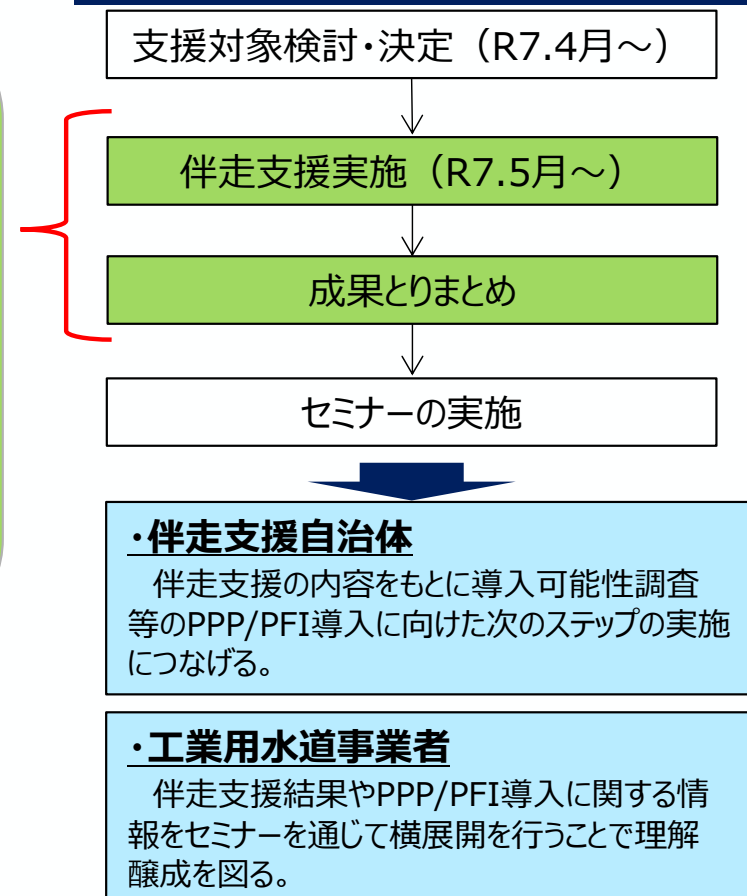 支援対象検討・決定（R7.4月～）
伴走支援実施（R7.5月～）
成果とりまとめ
セミナーの実施
・伴走支援自治体
伴走支援の内容をもとに導入可能性調査
等のPPP/PFI導入に向けた次のステップの実施
につなげる。
・工業用水道事業者
伴走支援結果やPPP/PFI導入に関する情
報をセミナーを通じて横展開を行うことで理解
醸成を図る。